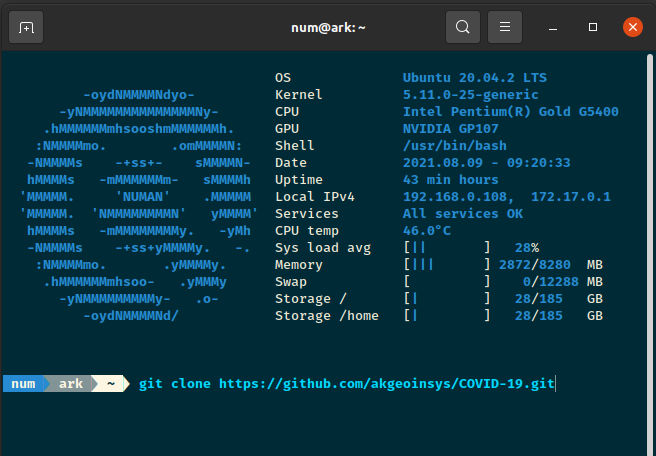 num@ark: ~
OS Ubuntu 20.04.2 LTS
-oydNMMMMNdyo- Kernel 5.11.0-25-generic
-yNMMMMMMMMMMMMMMNy- CPU Intel Pentium(R) Gold G5400
.hMMMMMMmhsooshmMMMMMMh. GPU NVIDIA GP107
:NMMMMmo. .omMMMMN: Shell /usr/bin/bash
-NMMMMs -+ss+- sMMMMN- Date 2021.08.09 - 09:20:33
hMMMMs -mMMMMMMm- sMMMMh Uptime 43 min hours
'MMMMM. 'NUMAN' .MMMMM Local IPv4 192.168.0.108, 172.17.0.1
'MMMMM. 'NMMMMMMMMN' yMMMM' Services All services OK
hMMMMs -mMMMMMMMMy. -yMh CPU temp 46.0°C
-NMMMMs -+ss+yMMMMy. -. Sys load avg [|| ] 28%
:NMMMMmo. .yMMMMy. Memory [||| ] 2872/8280 MB
.hMMMMMMmhsoo- .yMMMy Swap [ ] 0/12288 MB
-yNMMMMMMMMMy- .o- Storage / [| ] 28/185 GB
-oydNMMMMNd/ Storage /home [| ] 28/185 GB
num ark ~ git clone https://github.com/akgeoinsys/COVID-19.git